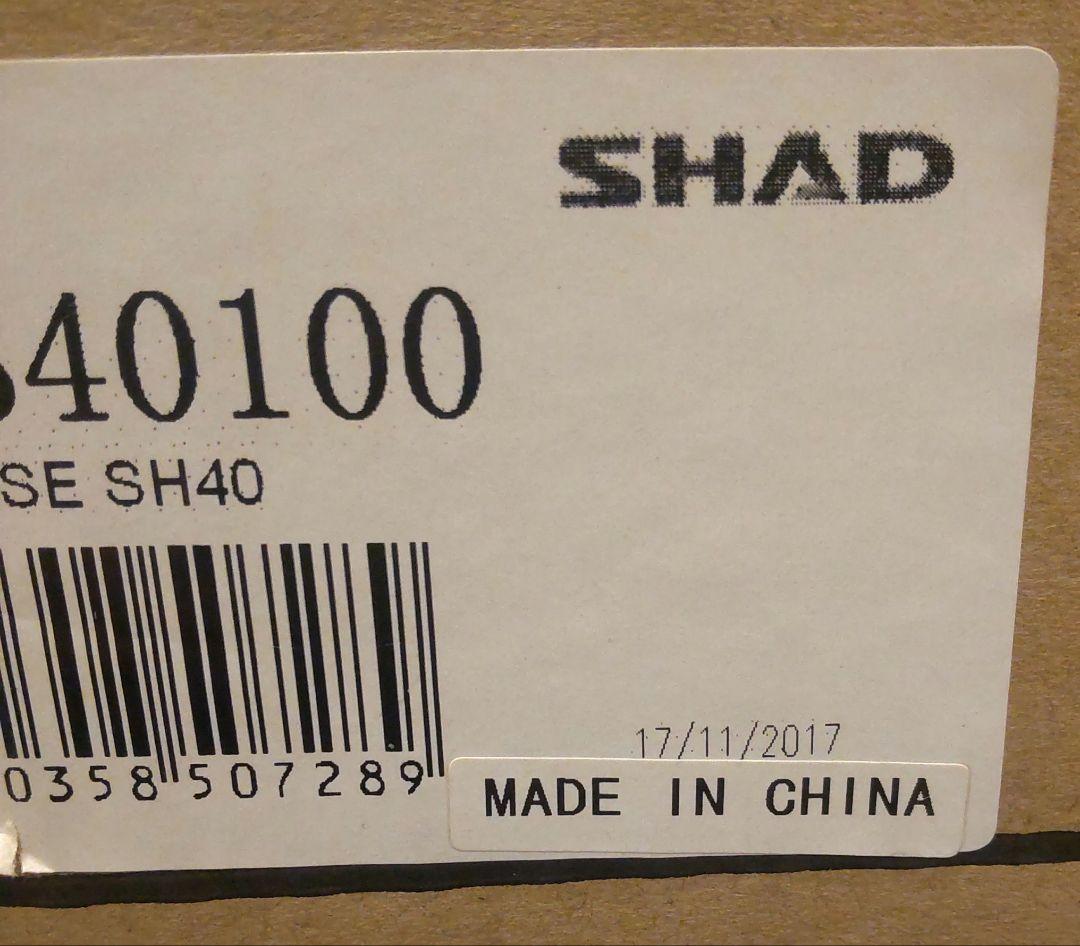 SHAD
40100
SE SH40
0358 507289
17/11/2017
MADE IN CHINA